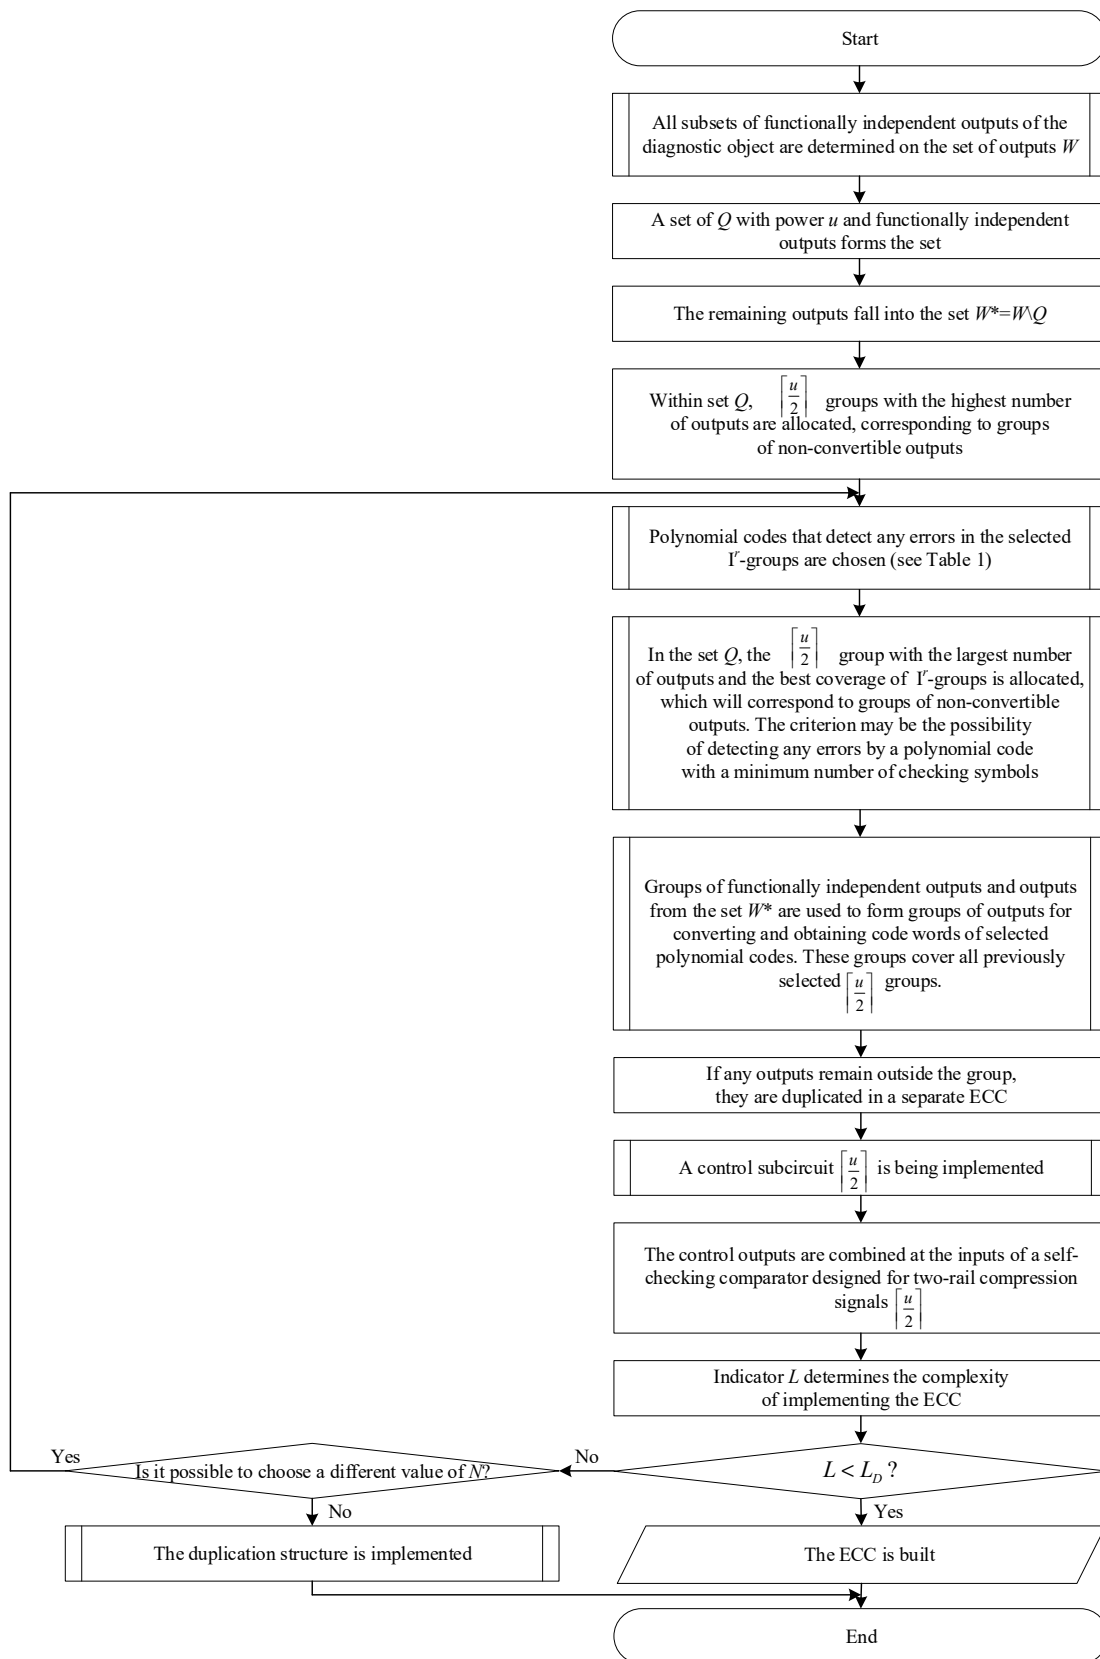 Start
All subsets of functionally independent outputs of the
diagnostic object are determined on the set of outputs W
A set of Q with power u and functionally independent
outputs forms the set
The remaining outputs fall into the set W*=W\Q
Within set Q, ⌈u/2⌉ groups with the highest number
of outputs are allocated, corresponding to groups
of non-convertible outputs
Polynomial codes that detect any errors in the selected
Iʳ-groups are chosen (see Table 1)
In the set Q, the ⌈u/2⌉ group with the largest number
of outputs and the best coverage of Iʳ-groups is allocated,
which will correspond to groups of non-convertible
outputs. The criterion may be the possibility
of detecting any errors by a polynomial code
with a minimum number of checking symbols
Groups of functionally independent outputs and outputs
from the set W* are used to form groups of outputs for
converting and obtaining code words of selected
polynomial codes. These groups cover all previously
selected ⌈u/2⌉ groups.
If any outputs remain outside the group,
they are duplicated in a separate ECC
A control subcircuit ⌈u/2⌉ is being implemented
The control outputs are combined at the inputs of a self-
checking comparator designed for two-rail compression
signals ⌈u/2⌉
Indicator L determines the complexity
of implementing the ECC
L < L_D ?
No
Yes
Is it possible to choose a different value of N?
Yes
No
The duplication structure is implemented
The ECC is built
End